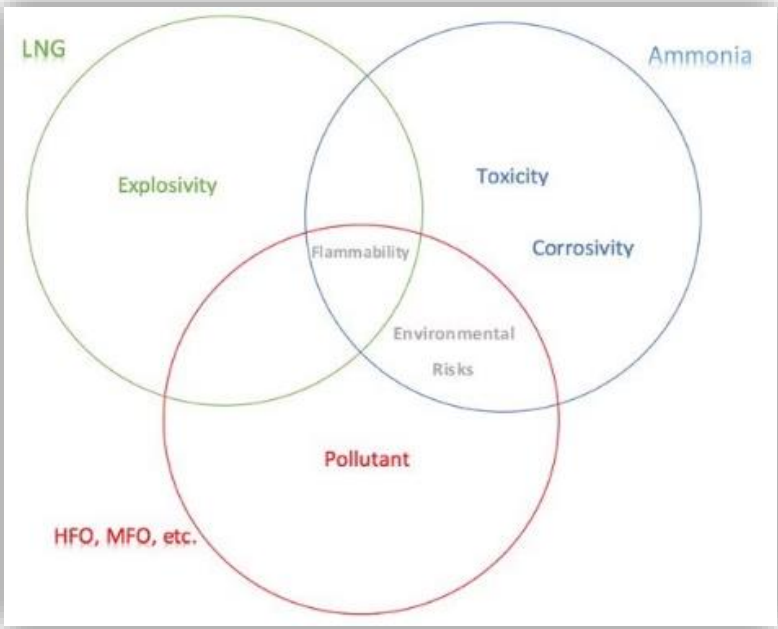 LNG
Ammonia
Explosivity
Toxicity
Corrosivity
Flammability
Environmental
Risks
Pollutant
HFO, MFO, etc.